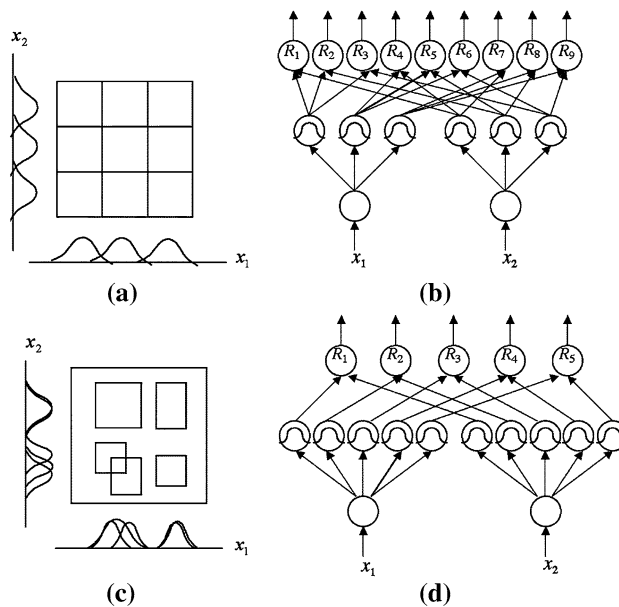 x₂
x₁
(a)
R₁ R₂ R₃ R₄ R₅ R₆ R₇ R₈ R₉
x₁ x₂
(b)
x₂
x₁
(c)
R₁ R₂ R₃ R₄ R₅
x₁ x₂
(d)